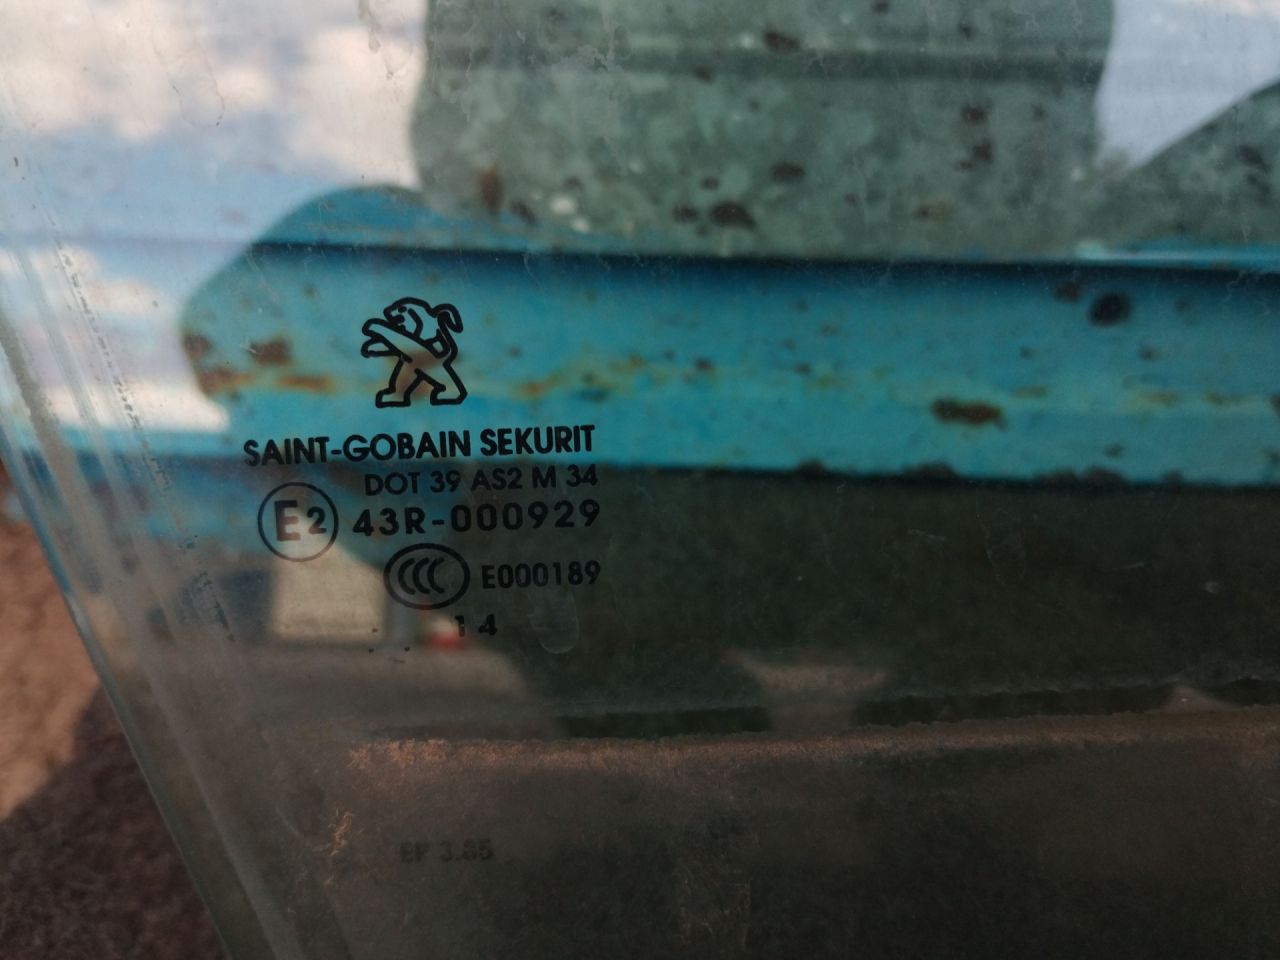 SAINT-GOBAIN SEKURIT
DOT 39 AS2 M 34
E2 43R-000929
CCC E000189
.. 14
. ..
EP 3.85